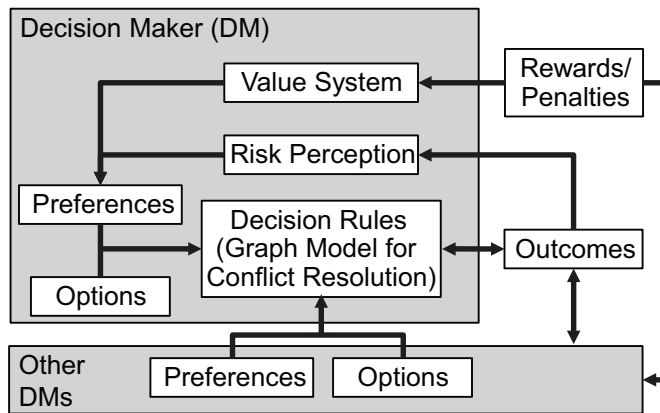 Decision Maker (DM)
Value System
Rewards/
Penalties
Risk Perception
Preferences
Decision Rules
(Graph Model for
Conflict Resolution)
Outcomes
Options
Other
DMs
Preferences
Options